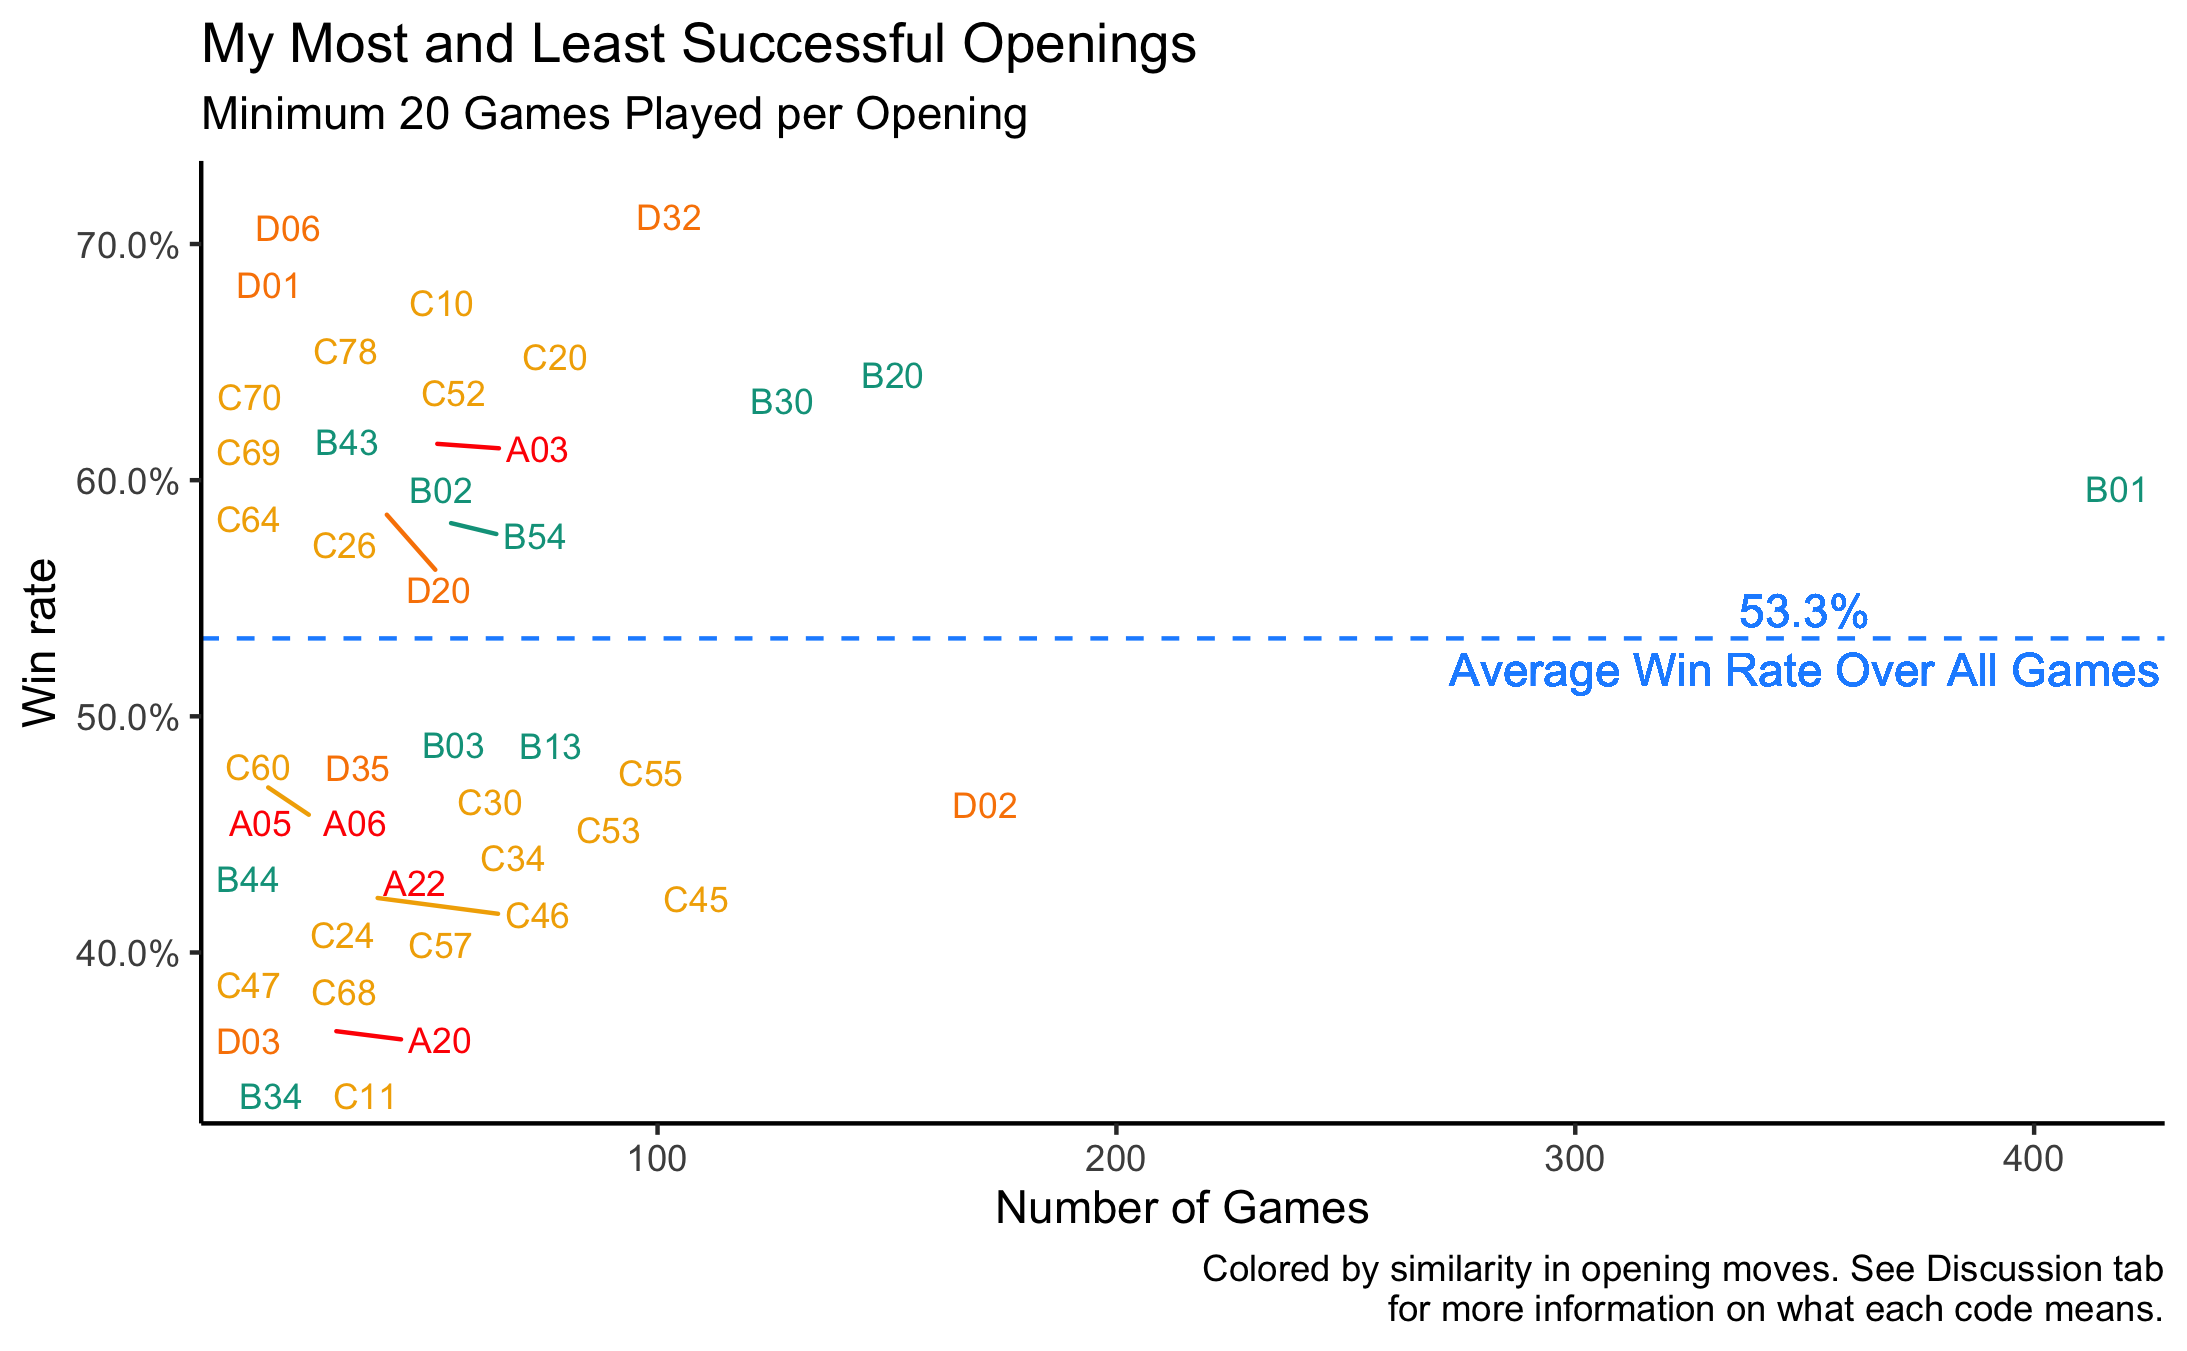 My Most and Least Successful Openings
Minimum 20 Games Played per Opening
Win rate
70.0%
60.0%
50.0%
40.0%
D06
D32
D01
C10
C78
C20
B20
C70
C52
B30
B43
A03
C69
B02
B01
C64
B54
C26
D20
53.3%
Average Win Rate Over All Games
B03
B13
C60
D35
C55
C30
D02
A05
A06
C53
C34
B44
A22
C45
C46
C24
C57
C47
C68
D03
A20
B34
C11
100
200
300
400
Number of Games
Colored by similarity in opening moves. See Discussion tab
for more information on what each code means.